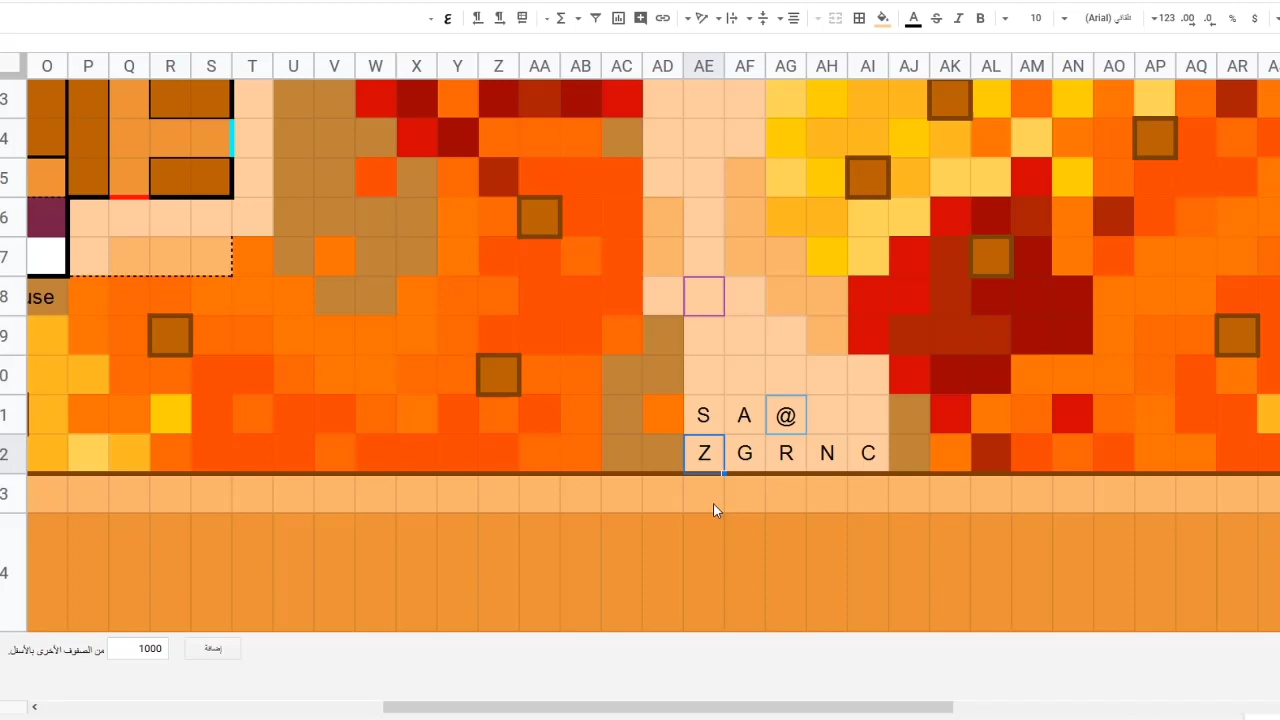 ع Σ B I S A 10 تلقائي (Arial) 123 .00 .0 % $
O P Q R S T U V W X Y Z AA AB AC AD AE AF AG AH AI AJ AK AL AM AN AO AP AQ AR
3
4
5
6
7
8 use
9
0
1 S A @
2 Z G R N C
3
4
من الصفوف الأخرى بالأسفل. 1000 إضافة